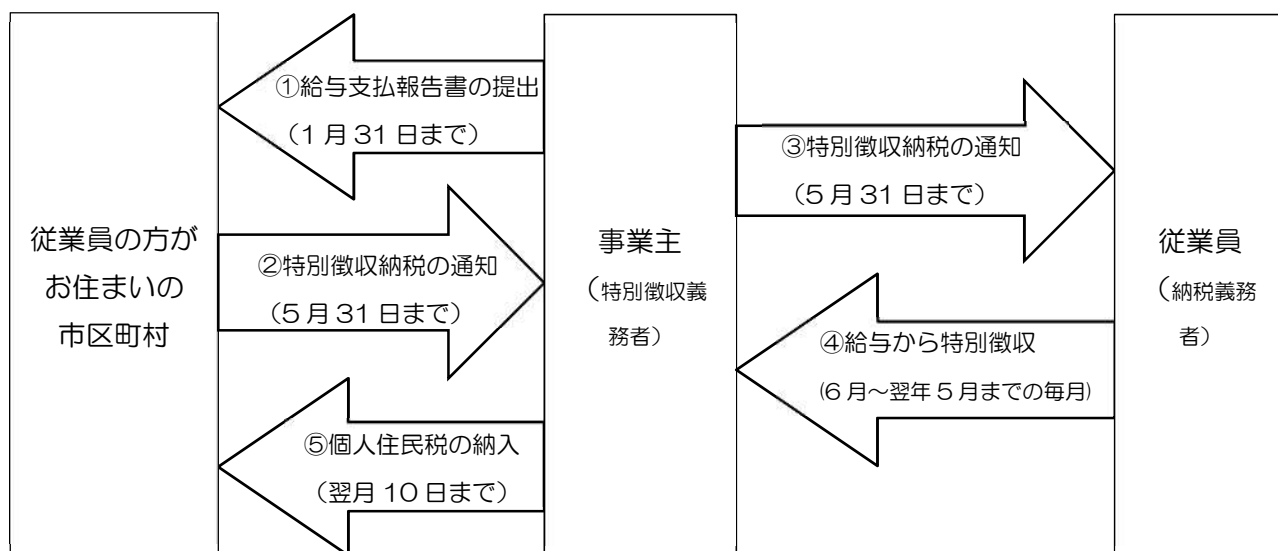 従業員の方が
お住まいの
市区町村
①給与支払報告書の提出
（1月31日まで）
②特別徴収納税の通知
（5月31日まで）
⑤個人住民税の納入
（翌月10日まで）
事業主
（特別徴収義
務者）
③特別徴収納税の通知
（5月31日まで）
④給与から特別徴収
(6月～翌年5月までの毎月)
従業員
（納税義務
者）